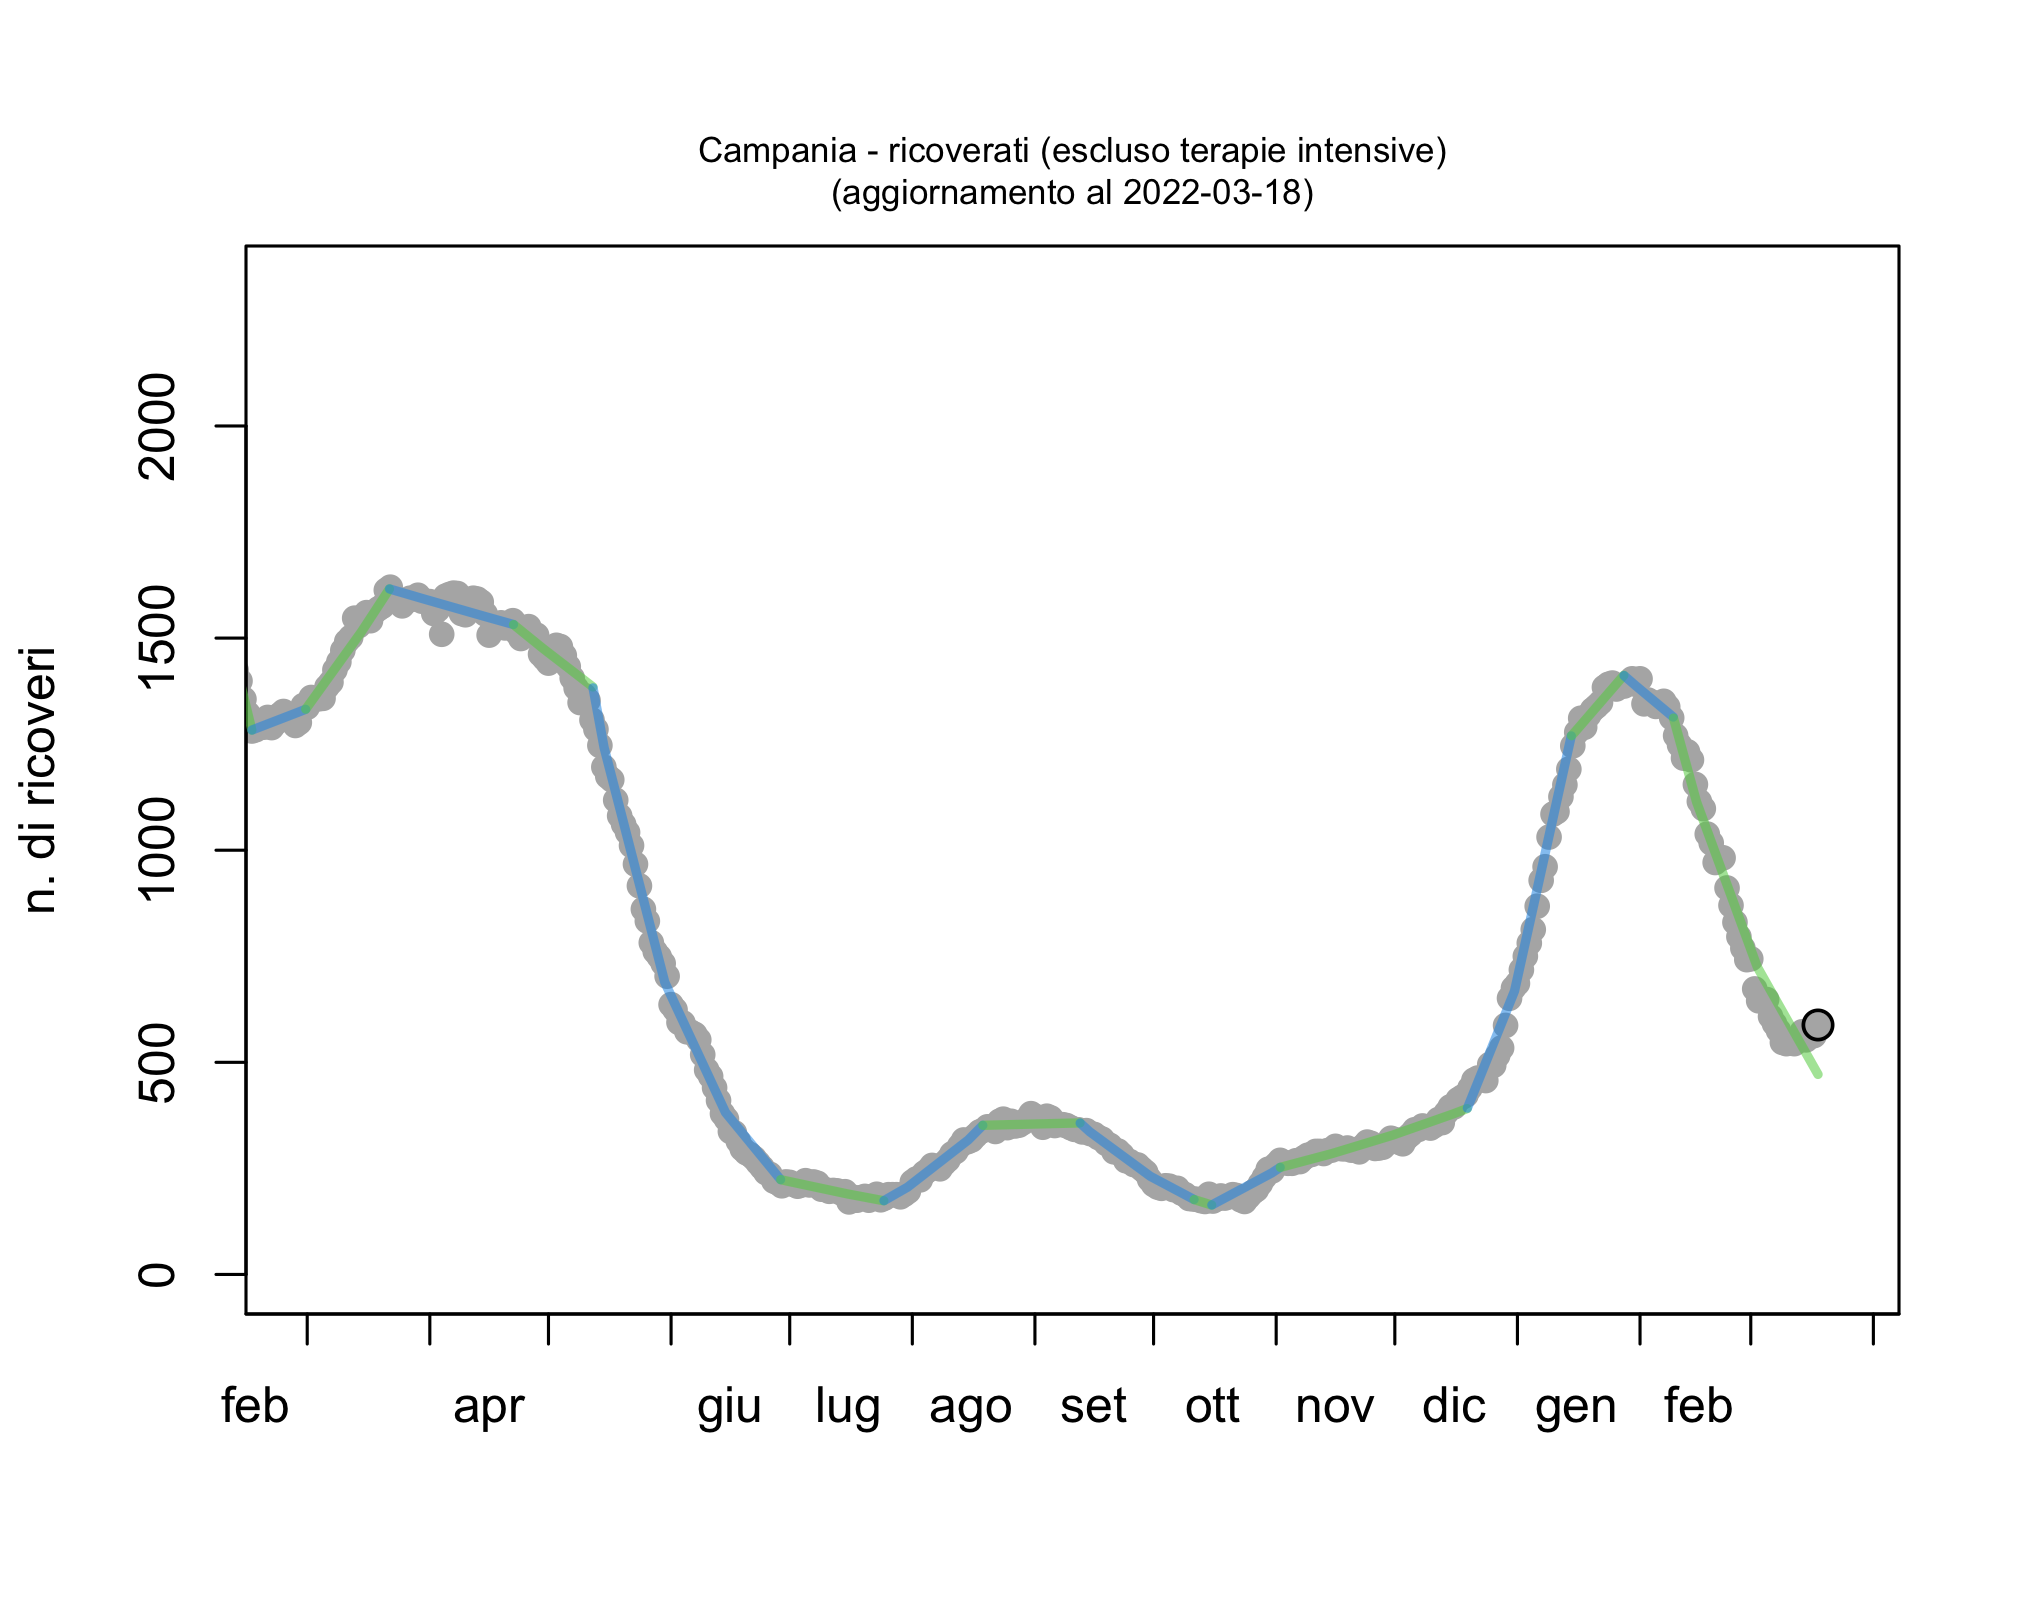 Campania - ricoverati (escluso terapie intensive)
(aggiornamento al 2022-03-18)
n. di ricoveri
2000
1500
1000
500
0
feb apr giu lug ago set ott nov dic gen feb